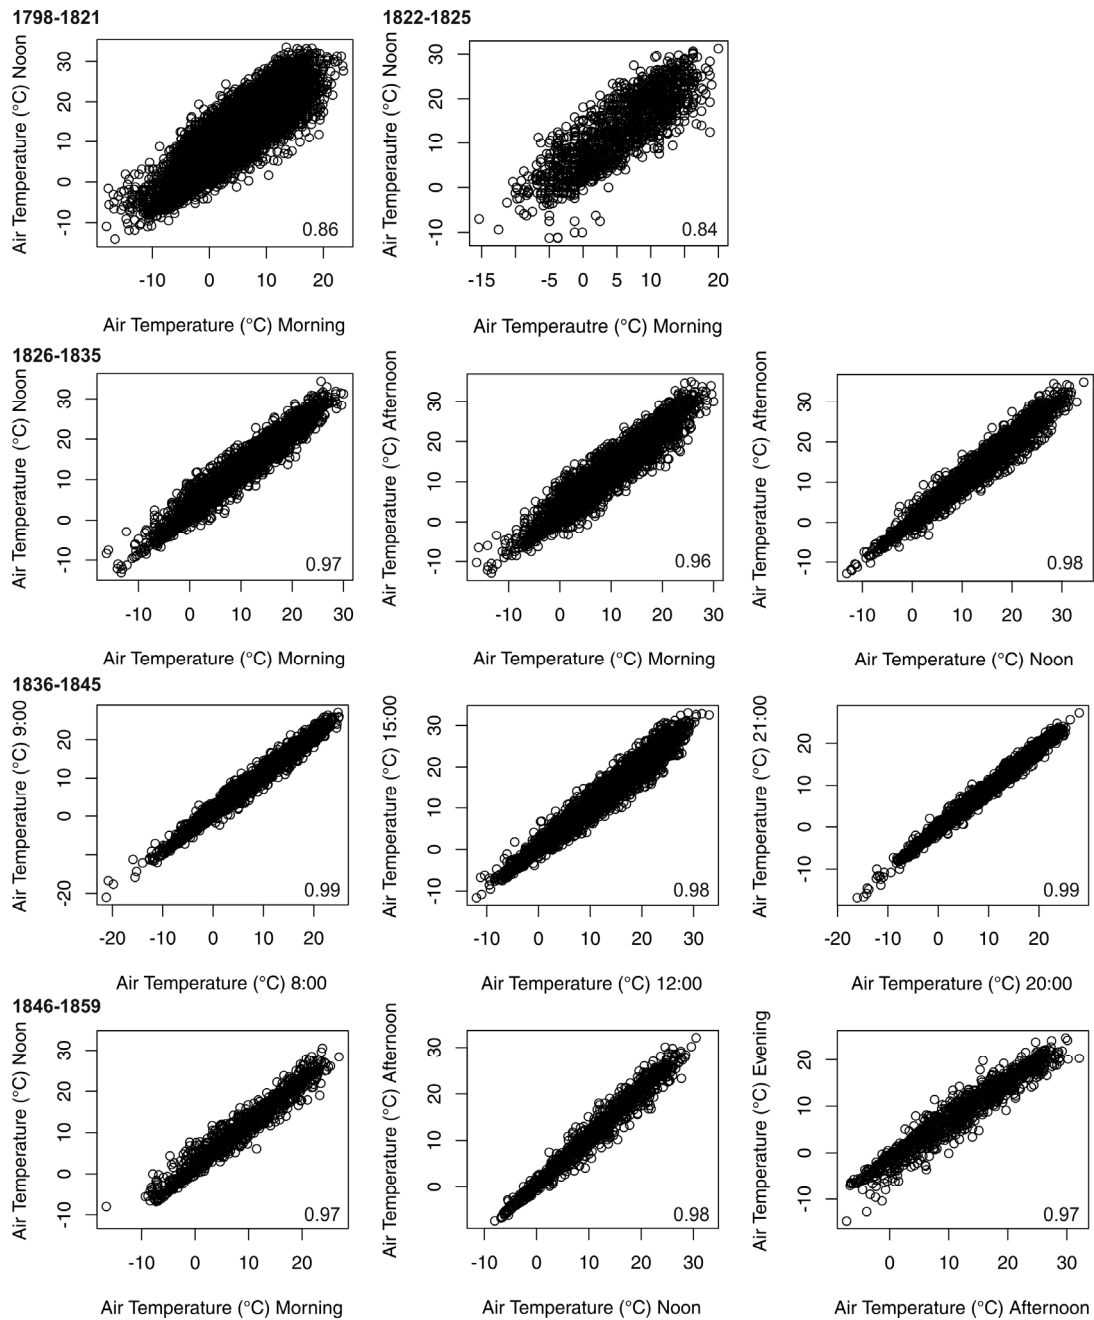 1798-1821
1822-1825
Air Temperature (°C) Noon
30
20
10
0
-10
0.86
-10 0 10 20
Air Temperature (°C) Morning
Air Temperautre (°C) Noon
30
20
10
0
-10
0.84
-15 -5 0 5 10 20
Air Temperautre (°C) Morning
1826-1835
Air Temperature (°C) Noon
30
20
10
0
-10
0.97
-10 0 10 20 30
Air Temperature (°C) Morning
Air Temperature (°C) Afternoon
30
20
10
0
-10
0.96
-10 0 10 20 30
Air Temperature (°C) Morning
Air Temperature (°C) Afternoon
30
20
10
0
-10
0.98
-10 0 10 20 30
Air Temperature (°C) Noon
1836-1845
Air Temperature (°C) 9:00
20
10
0
-20
0.99
-20 -10 0 10 20
Air Temperature (°C) 8:00
Air Temperature (°C) 15:00
30
20
10
0
-10
0.98
-10 0 10 20 30
Air Temperature (°C) 12:00
Air Temperature (°C) 21:00
20
10
0
-10
0.99
-20 -10 0 10 20
Air Temperature (°C) 20:00
1846-1859
Air Temperature (°C) Noon
30
20
10
0
-10
0.97
-10 0 10 20
Air Temperature (°C) Morning
Air Temperature (°C) Afternoon
30
20
10
0
0.98
-10 0 10 20 30
Air Temperature (°C) Noon
Air Temperature (°C) Evening
20
10
0
-10
0.97
0 10 20 30
Air Temperature (°C) Afternoon